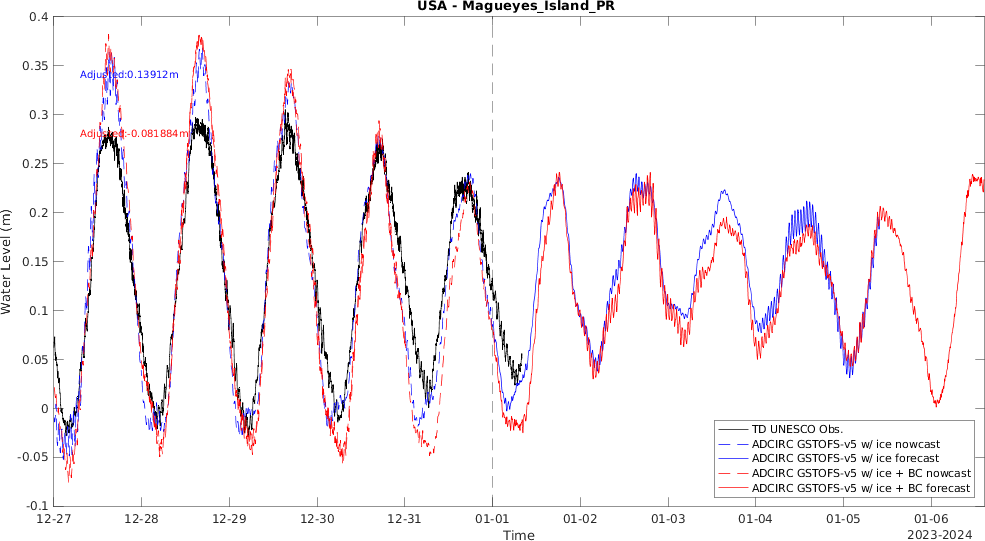 USA - Magueyes_Island_PR
0.4
0.35
0.3
0.25
0.2
0.15
0.1
0.05
0
-0.05
-0.1
Water Level (m)
Adjusted:0.13912m
Adjusted:-0.081884m
TD UNESCO Obs.
ADCIRC GSTOFS-v5 w/ ice nowcast
ADCIRC GSTOFS-v5 w/ ice forecast
ADCIRC GSTOFS-v5 w/ ice + BC nowcast
ADCIRC GSTOFS-v5 w/ ice + BC forecast
12-27 12-28 12-29 12-30 12-31 01-01 01-02 01-03 01-04 01-05 01-06
Time
2023-2024